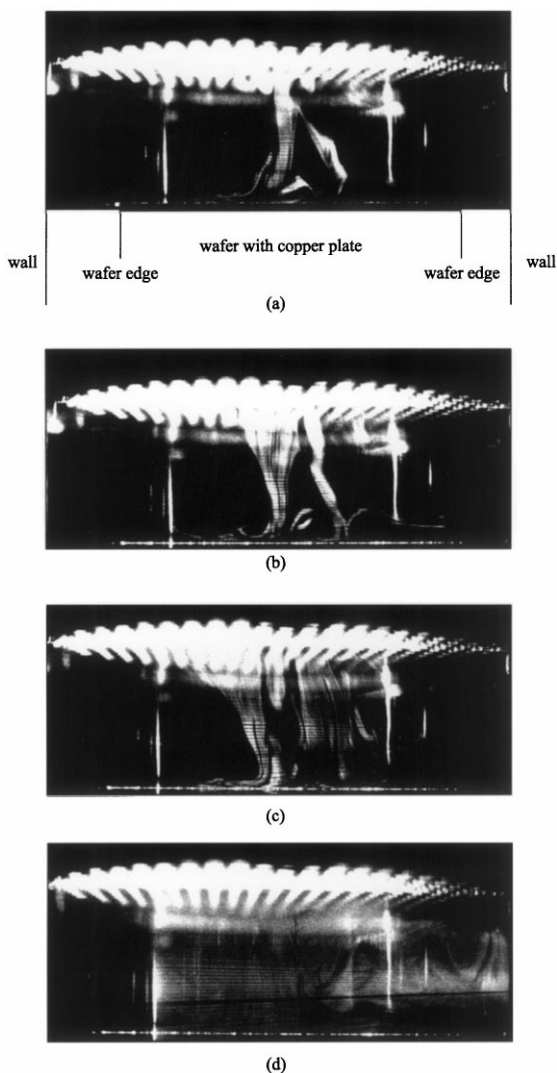 wafer with copper plate
wall
wall
wafer edge
wafer edge
(a)
(b)
(c)
(d)